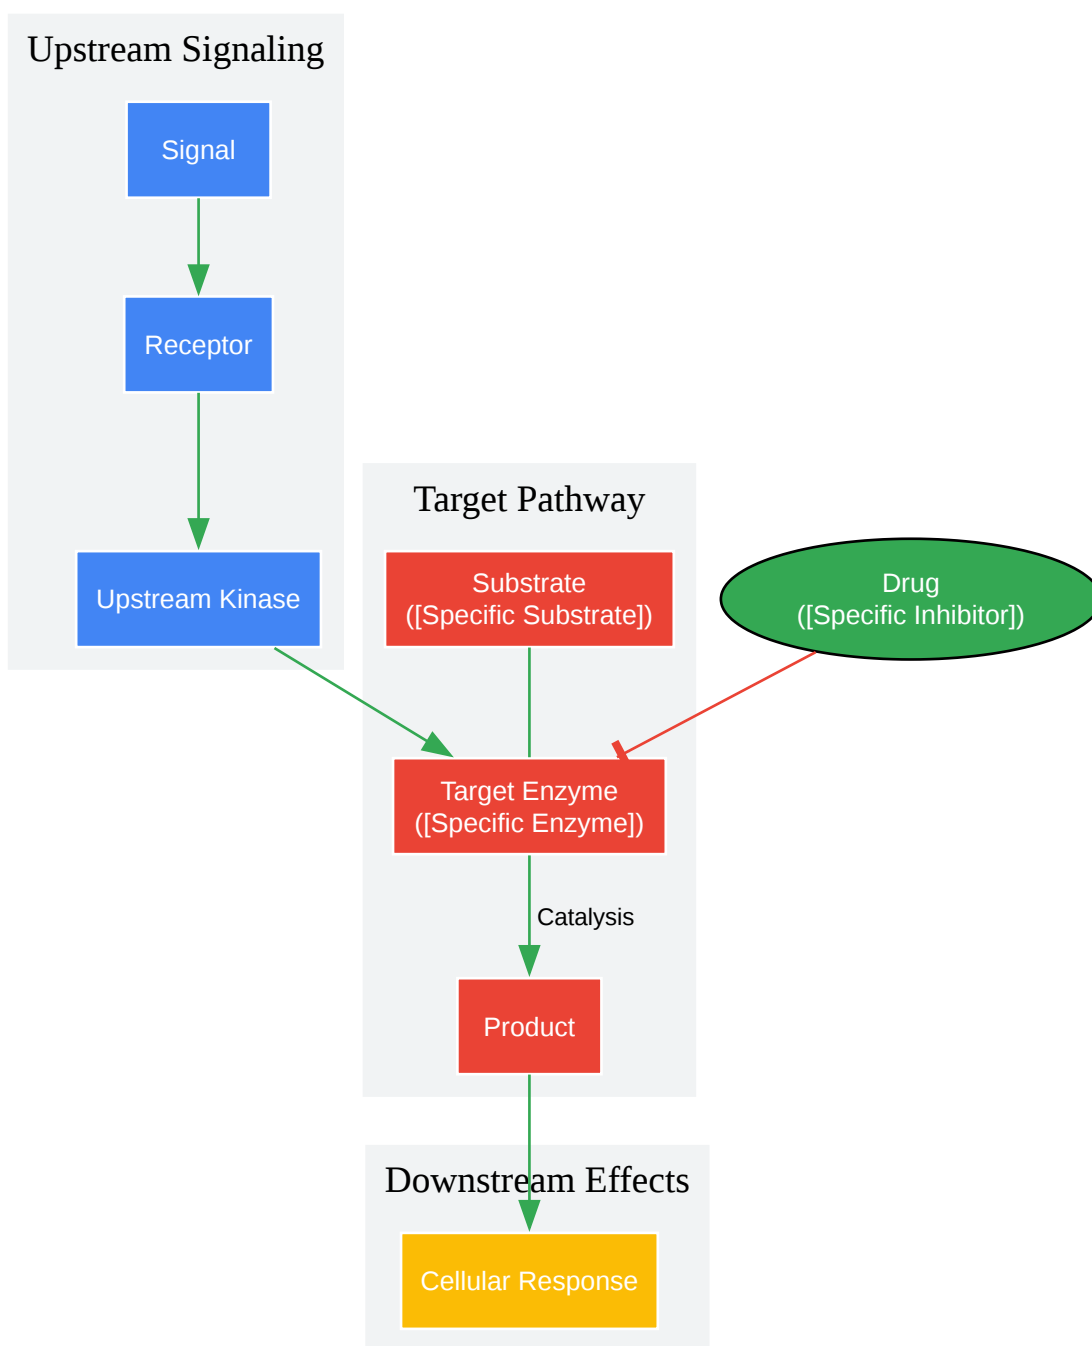 Upstream Signaling
Signal
Receptor
Upstream Kinase
Target Pathway
Substrate
([Specific Substrate])
Drug
([Specific Inhibitor])
Target Enzyme
([Specific Enzyme])
Catalysis
Product
Downstream Effects
Cellular Response